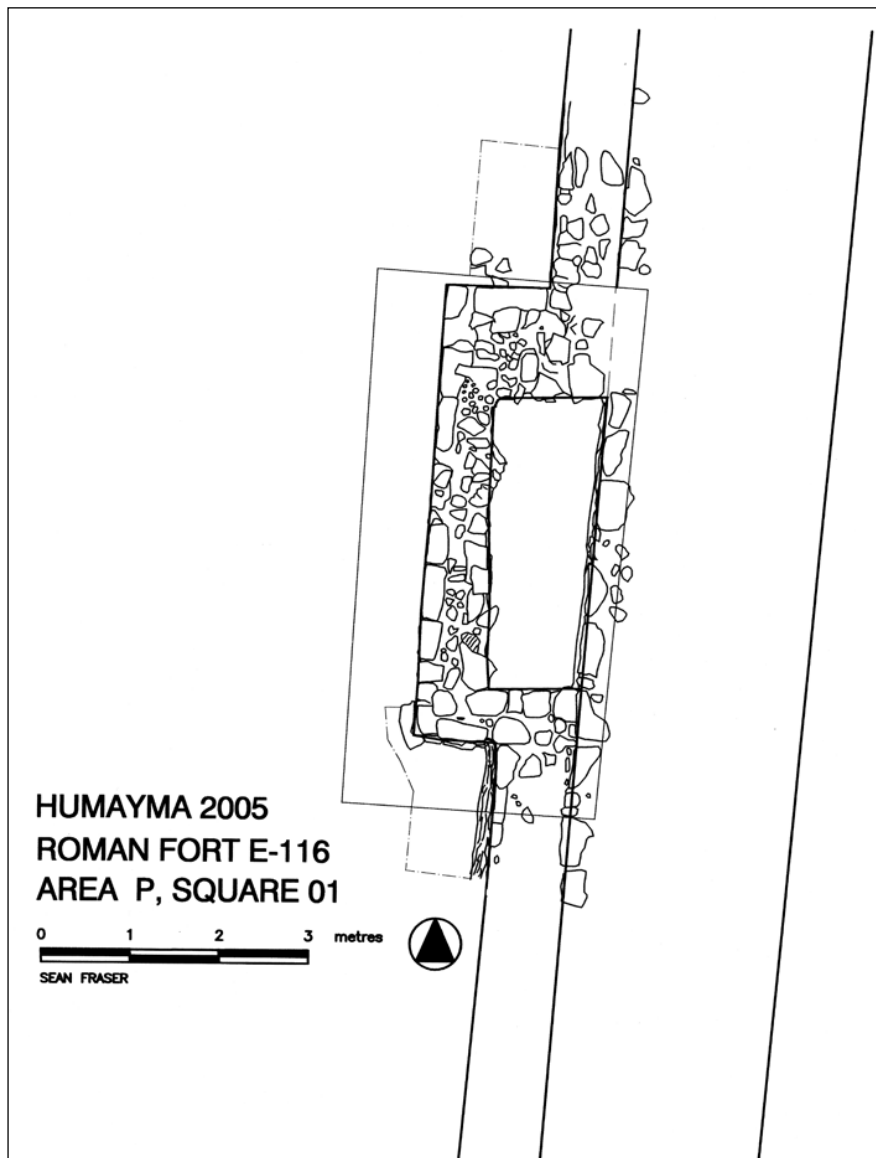 HUMAYMA 2005
ROMAN FORT E-116
AREA P, SQUARE 01
0 1 2 3 metres
SEAN FRASER